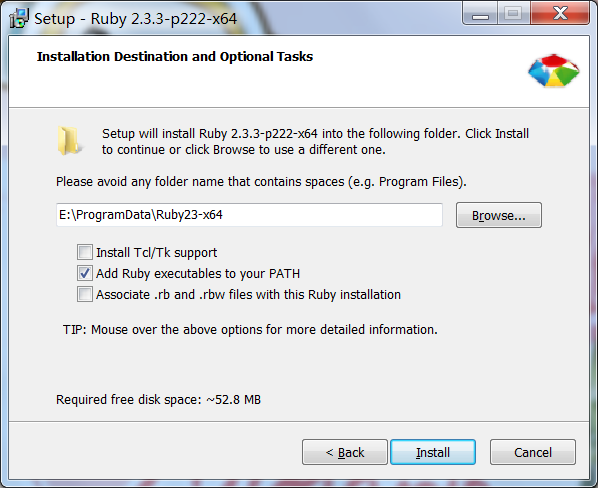 Setup - Ruby 2.3.3-p222-x64
Installation Destination and Optional Tasks
Setup will install Ruby 2.3.3-p222-x64 into the following folder. Click Install
to continue or click Browse to use a different one.
Please avoid any folder name that contains spaces (e.g. Program Files).
E:\ProgramData\Ruby23-x64
Browse...
Install Tcl/Tk support
Add Ruby executables to your PATH
Associate .rb and .rbw files with this Ruby installation
TIP: Mouse over the above options for more detailed information.
Required free disk space: ~52.8 MB
< Back
Install
Cancel